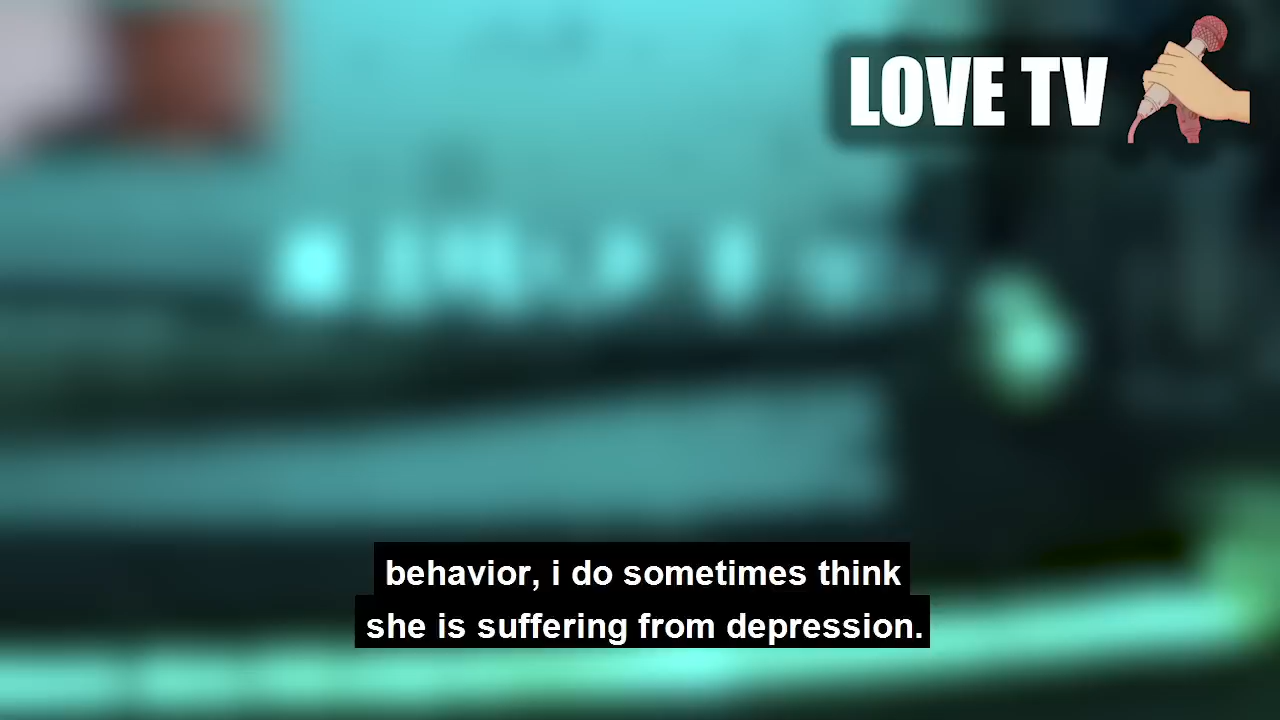 LOVE TV
behavior, i do sometimes think
she is suffering from depression.